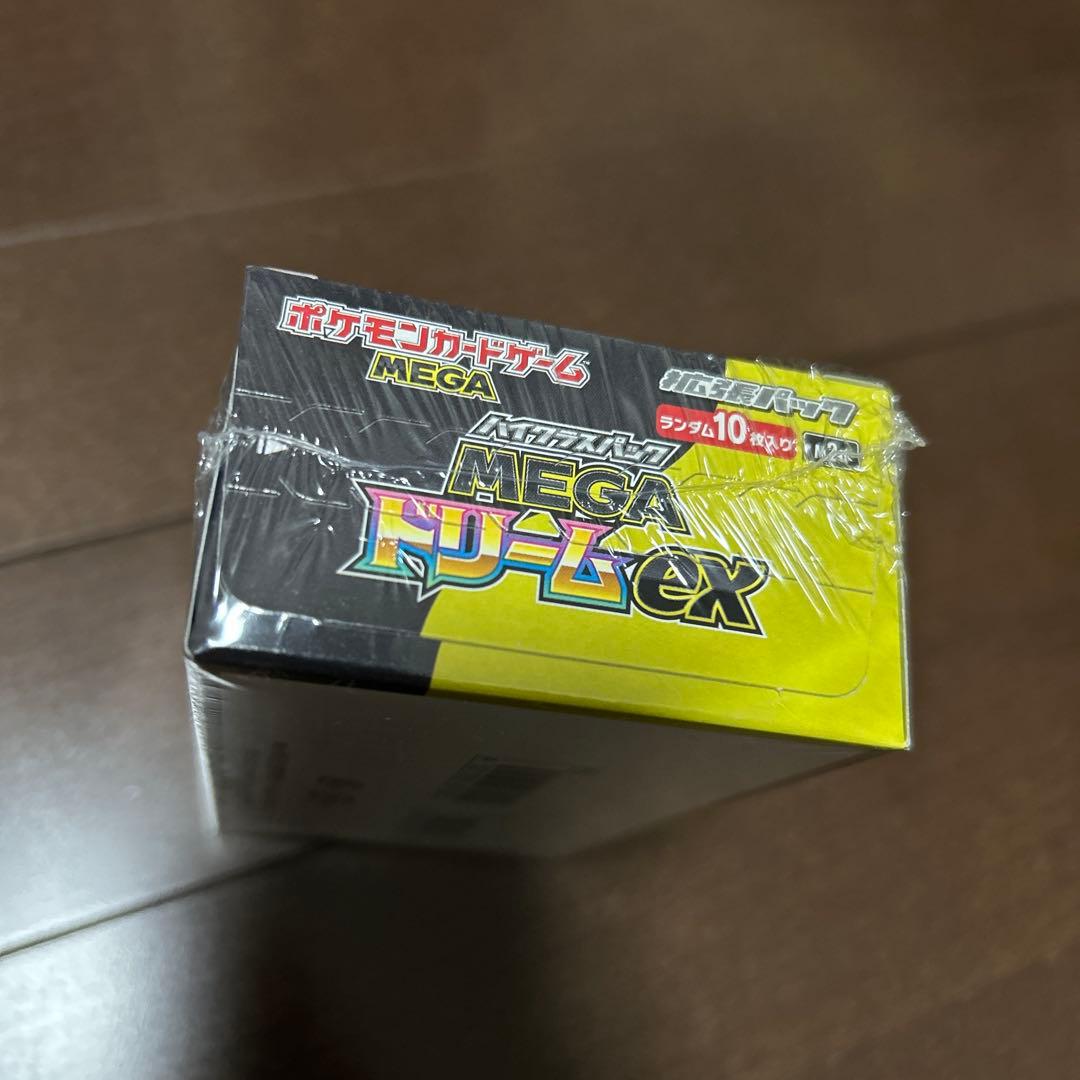 ポケモンカードゲーム
MEGA
拡張パック
ランダム10枚入り
ハイクラスパック
MEGA
ドリームex